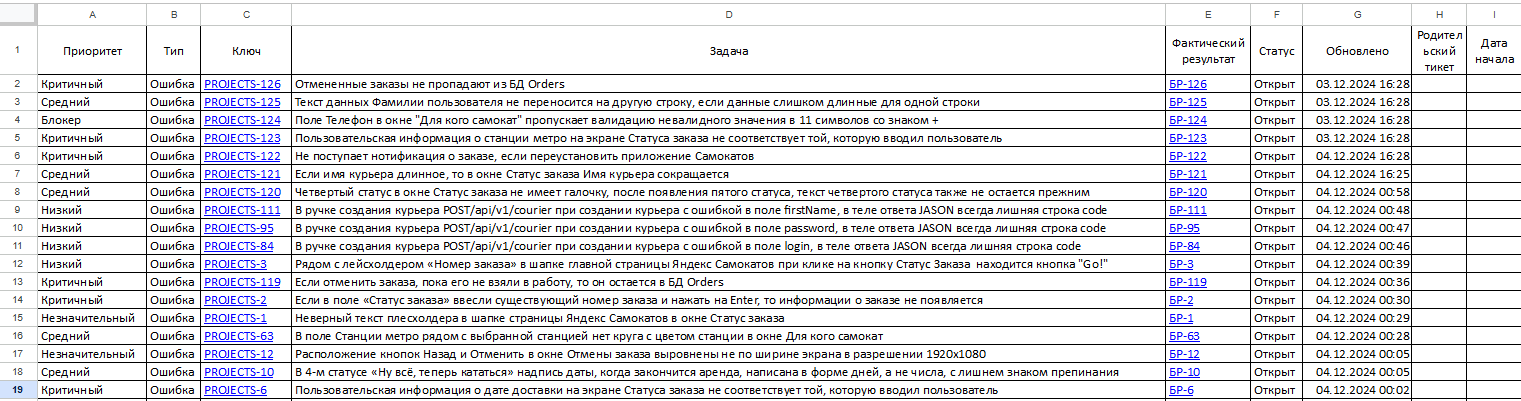 A B C D E F G H I
1 Приоритет Тип Ключ Задача Фактический результат Статус Обновлено Родительский тикет Дата начала
2 Критичный Ошибка PROJECTS-126 Отмененные заказы не пропадают из БД Orders БР-126 Открыт 03.12.2024 16:28
3 Средний Ошибка PROJECTS-125 Текст данных Фамилии пользователя не переносится на другую строку, если данные слишком длинные для одной строки БР-125 Открыт 03.12.2024 16:28
4 Блокер Ошибка PROJECTS-124 Поле Телефон в окне "Для кого самокат" пропускает валидацию невалидного значения в 11 символов со знаком + БР-124 Открыт 03.12.2024 16:28
5 Критичный Ошибка PROJECTS-123 Пользовательская информация о станции метро на экране Статуса заказа не соответствует той, которую вводил пользователь БР-123 Открыт 03.12.2024 16:28
6 Критичный Ошибка PROJECTS-122 Не поступает нотификация о заказе, если переустановить приложение Самокатов БР-122 Открыт 04.12.2024 16:28
7 Средний Ошибка PROJECTS-121 Если имя курьера длинное, то в окне Статус заказа Имя курьера сокращается БР-121 Открыт 04.12.2024 16:25
8 Средний Ошибка PROJECTS-120 Четвертый статус в окне Статус заказа не имеет галочку, после появления пятого статуса, текст четвертого статуса также не остается прежним БР-120 Открыт 04.12.2024 00:58
9 Низкий Ошибка PROJECTS-111 В ручке создания курьера POST/api/v1/courier при создании курьера с ошибкой в поле firstName, в теле ответа JASON всегда лишняя строка code БР-111 Открыт 04.12.2024 00:48
10 Низкий Ошибка PROJECTS-95 В ручке создания курьера POST/api/v1/courier при создании курьера с ошибкой в поле password, в теле ответа JASON всегда лишняя строка code БР-95 Открыт 04.12.2024 00:47
11 Низкий Ошибка PROJECTS-84 В ручке создания курьера POST/api/v1/courier при создании курьера с ошибкой в поле login, в теле ответа JASON всегда лишняя строка code БР-84 Открыт 04.12.2024 00:46
12 Низкий Ошибка PROJECTS-3 Рядом с лейсхолдером «Номер заказа» в шапке главной страницы Яндекс Самокатов при клике на кнопку Статус Заказа находится кнопка "Go!" БР-3 Открыт 04.12.2024 00:39
13 Критичный Ошибка PROJECTS-119 Если отменить заказ, пока его не взяли в работу, то он остается в БД Orders БР-119 Открыт 04.12.2024 00:36
14 Критичный Ошибка PROJECTS-2 Если в поле «Статус заказа» ввесли существующий номер заказа и нажать на Enter, то информации о заказе не появляется БР-2 Открыт 04.12.2024 00:30
15 Незначительный Ошибка PROJECTS-1 Неверный текст плесхолдера в шапке страницы Яндекс Самокатов в окне Статус заказа БР-1 Открыт 04.12.2024 00:29
16 Средний Ошибка PROJECTS-63 В поле Станции метро рядом с выбранной станцией нет круга с цветом станции в окне Для кого самокат БР-63 Открыт 04.12.2024 00:28
17 Незначительный Ошибка PROJECTS-12 Расположение кнопок Назад и Отменить в окне Отмены заказа выровнены не по ширине экрана в разрешении 1920x1080 БР-12 Открыт 04.12.2024 00:05
18 Средний Ошибка PROJECTS-10 В 4-м статусе «Ну всё, теперь кататься» надпись даты, когда закончится аренда, написана в форме дней, а не числа, с лишнем знаком препинания БР-10 Открыт 04.12.2024 00:05
19 Критичный Ошибка PROJECTS-6 Пользовательская информация о дате доставки на экране Статуса заказа не соответствует той, которую вводил пользователь БР-6 Открыт 04.12.2024 00:02